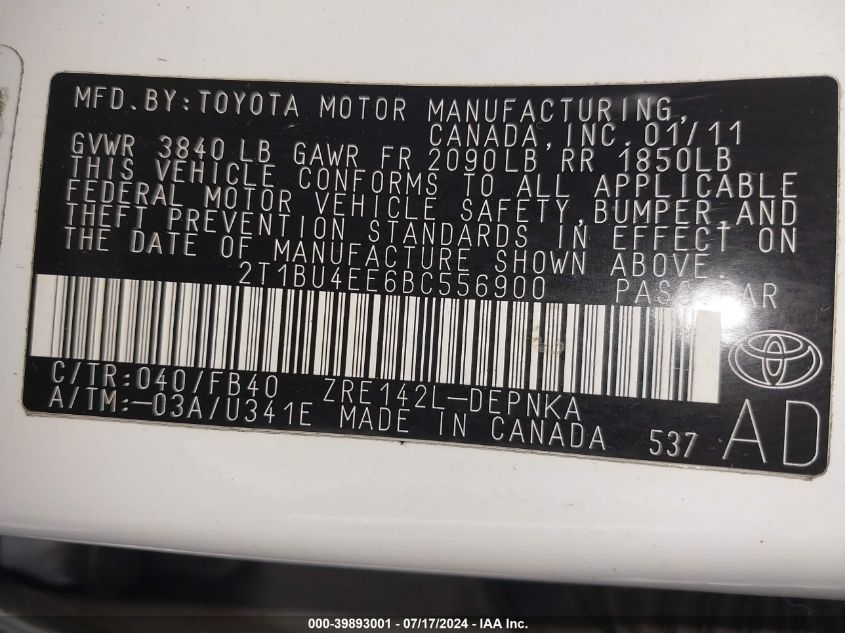 MFD.BY:TOYOTA MOTOR MANUFACTURING,
CANADA,INC.01/11
GVWR 3840 LB GAWR FR 2090LB,RR 1850LB
THIS VEHICLE CONFORMS TO ALL APPLICABLE
FEDERAL MOTOR VEHICLE SAFETY,BUMPER,AND
THEFT PREVENTION STANDARDS IN EFFECT ON
THE DATE OF MANUFACTURE SHOWN ABOVE.
2T1BU4EE6BC556900 PASS CAR
C/TR:040/FB40 ZRE142L-DEPNKA
A/TM:-03A/U341E MADE IN CANADA 537 AD
000-39893001 / 07/17/2024 - IAA Inc.